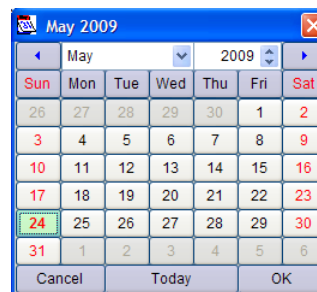 May 2009
May 2009
Sun Mon Tue Wed Thu Fri Sat
26 27 28 29 30 1 2
3 4 5 6 7 8 9
10 11 12 13 14 15 16
17 18 19 20 21 22 23
24 25 26 27 28 29 30
31 1 2 3 4 5 6
Cancel Today OK